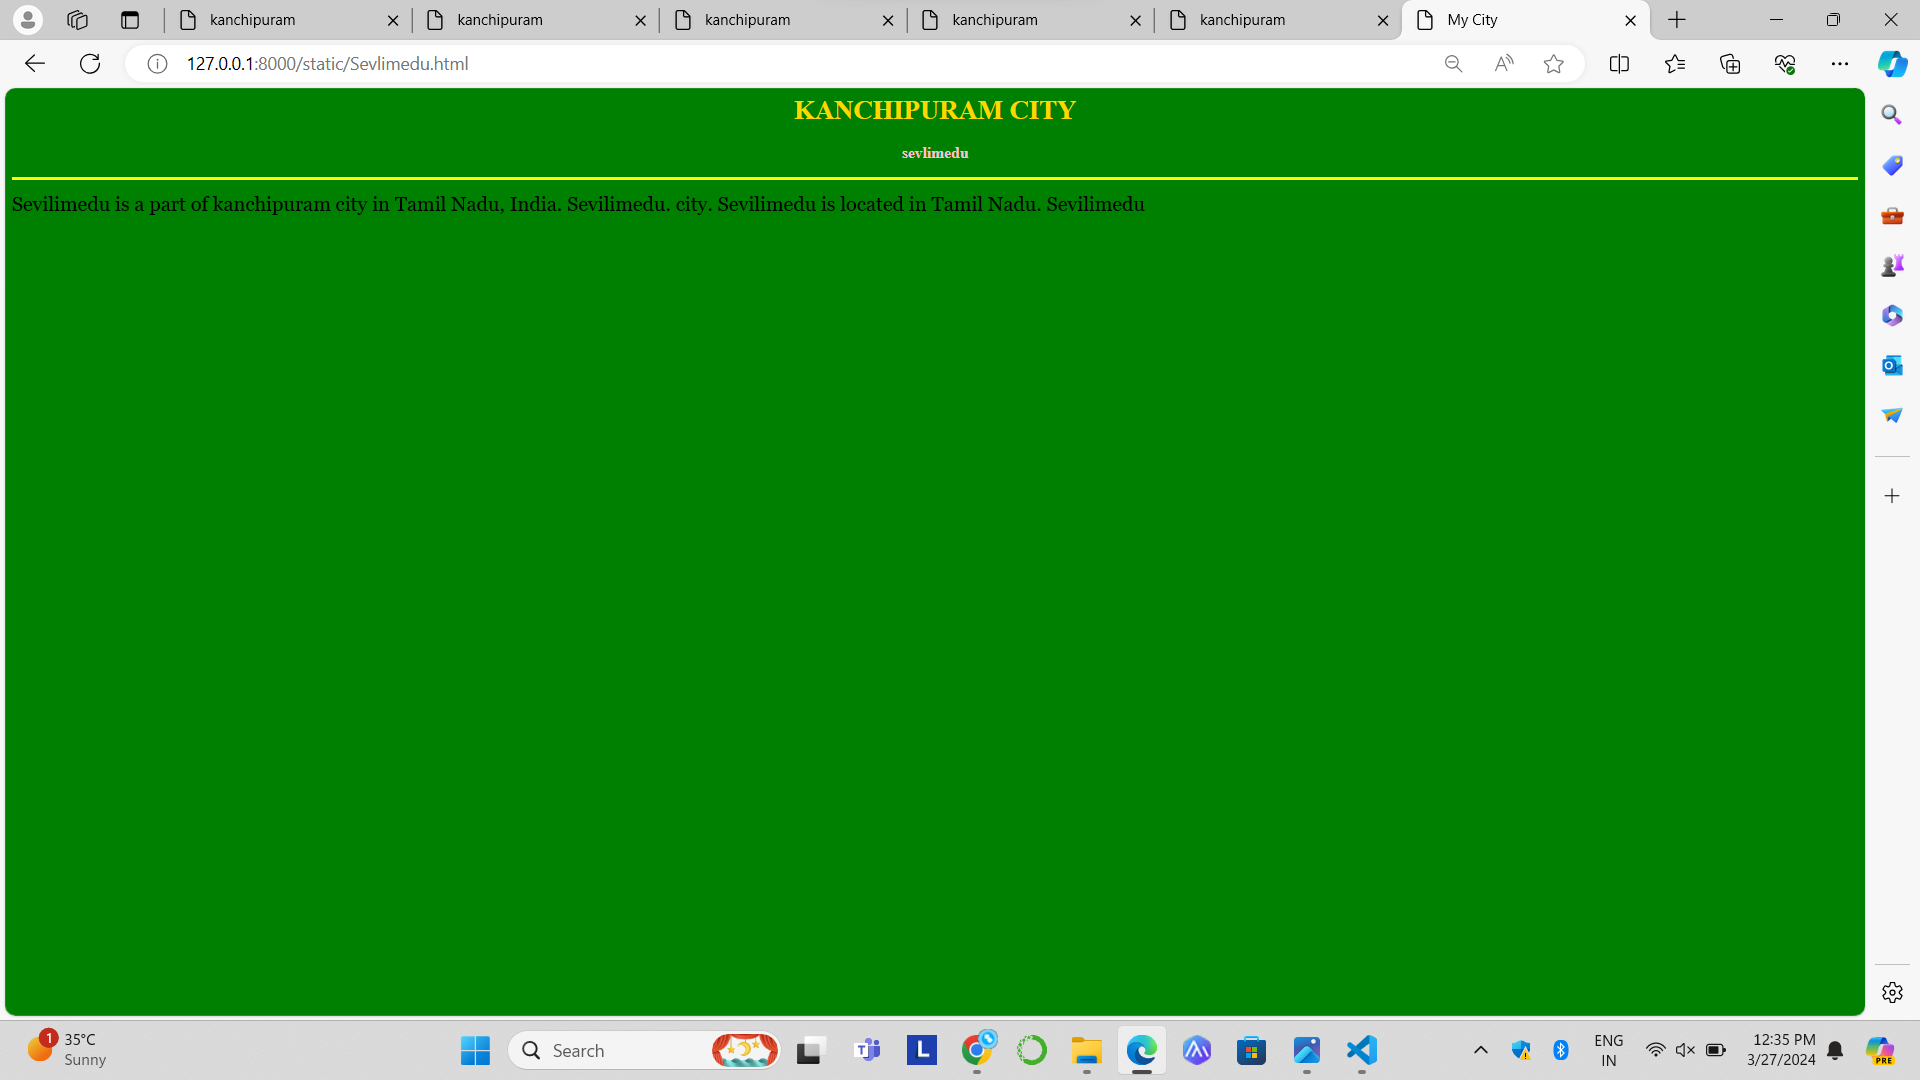 kanchipuram kanchipuram kanchipuram kanchipuram kanchipuram My City
127.0.0.1:8000/static/Sevlimedu.html
KANCHIPURAM CITY
sevlimedu
Sevilimedu is a part of kanchipuram city in Tamil Nadu, India. Sevilimedu. city. Sevilimedu is located in Tamil Nadu. Sevilimedu
1 35°C
Sunny
Search
L
ENG
IN
12:35 PM
3/27/2024
PRE